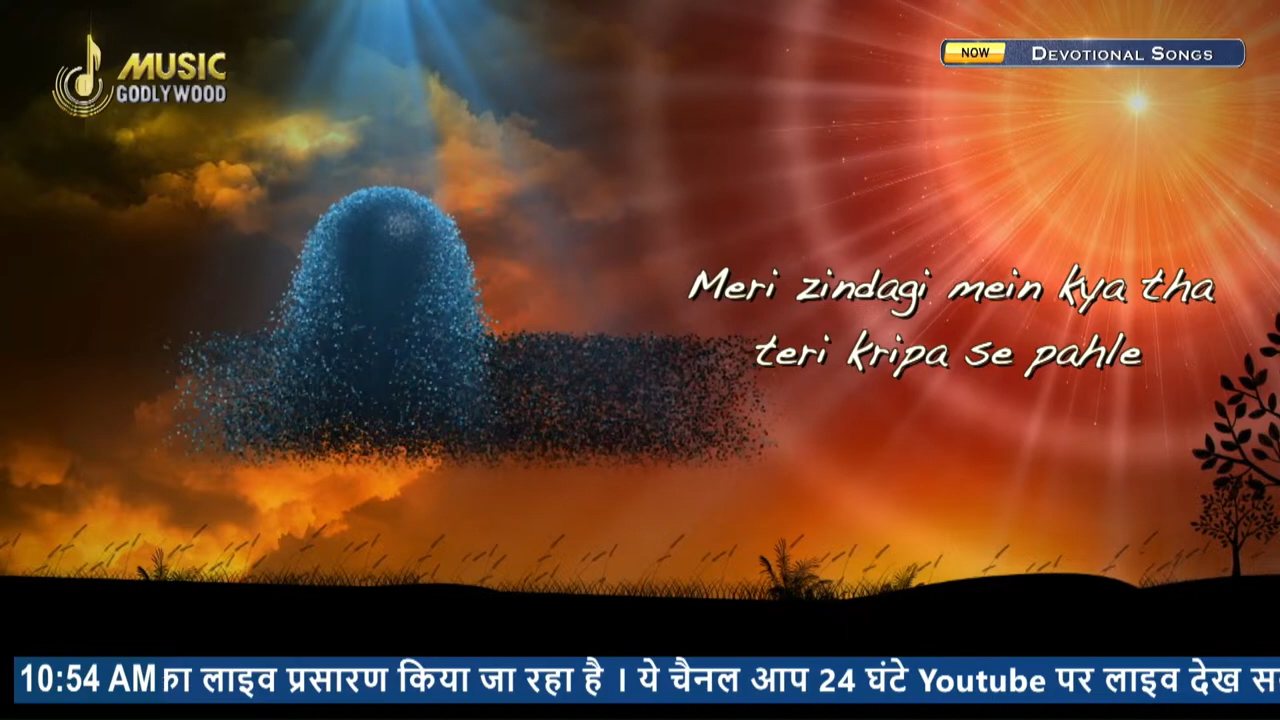 MUSIC
GODLYWOOD
NOW DEVOTIONAL SONGS
Meri zindagi mein kya tha
teri kripa se pahle
10:54 AM लाइव प्रसारण किया जा रहा है । ये चैनल आप 24 घंटे Youtube पर लाइव देख